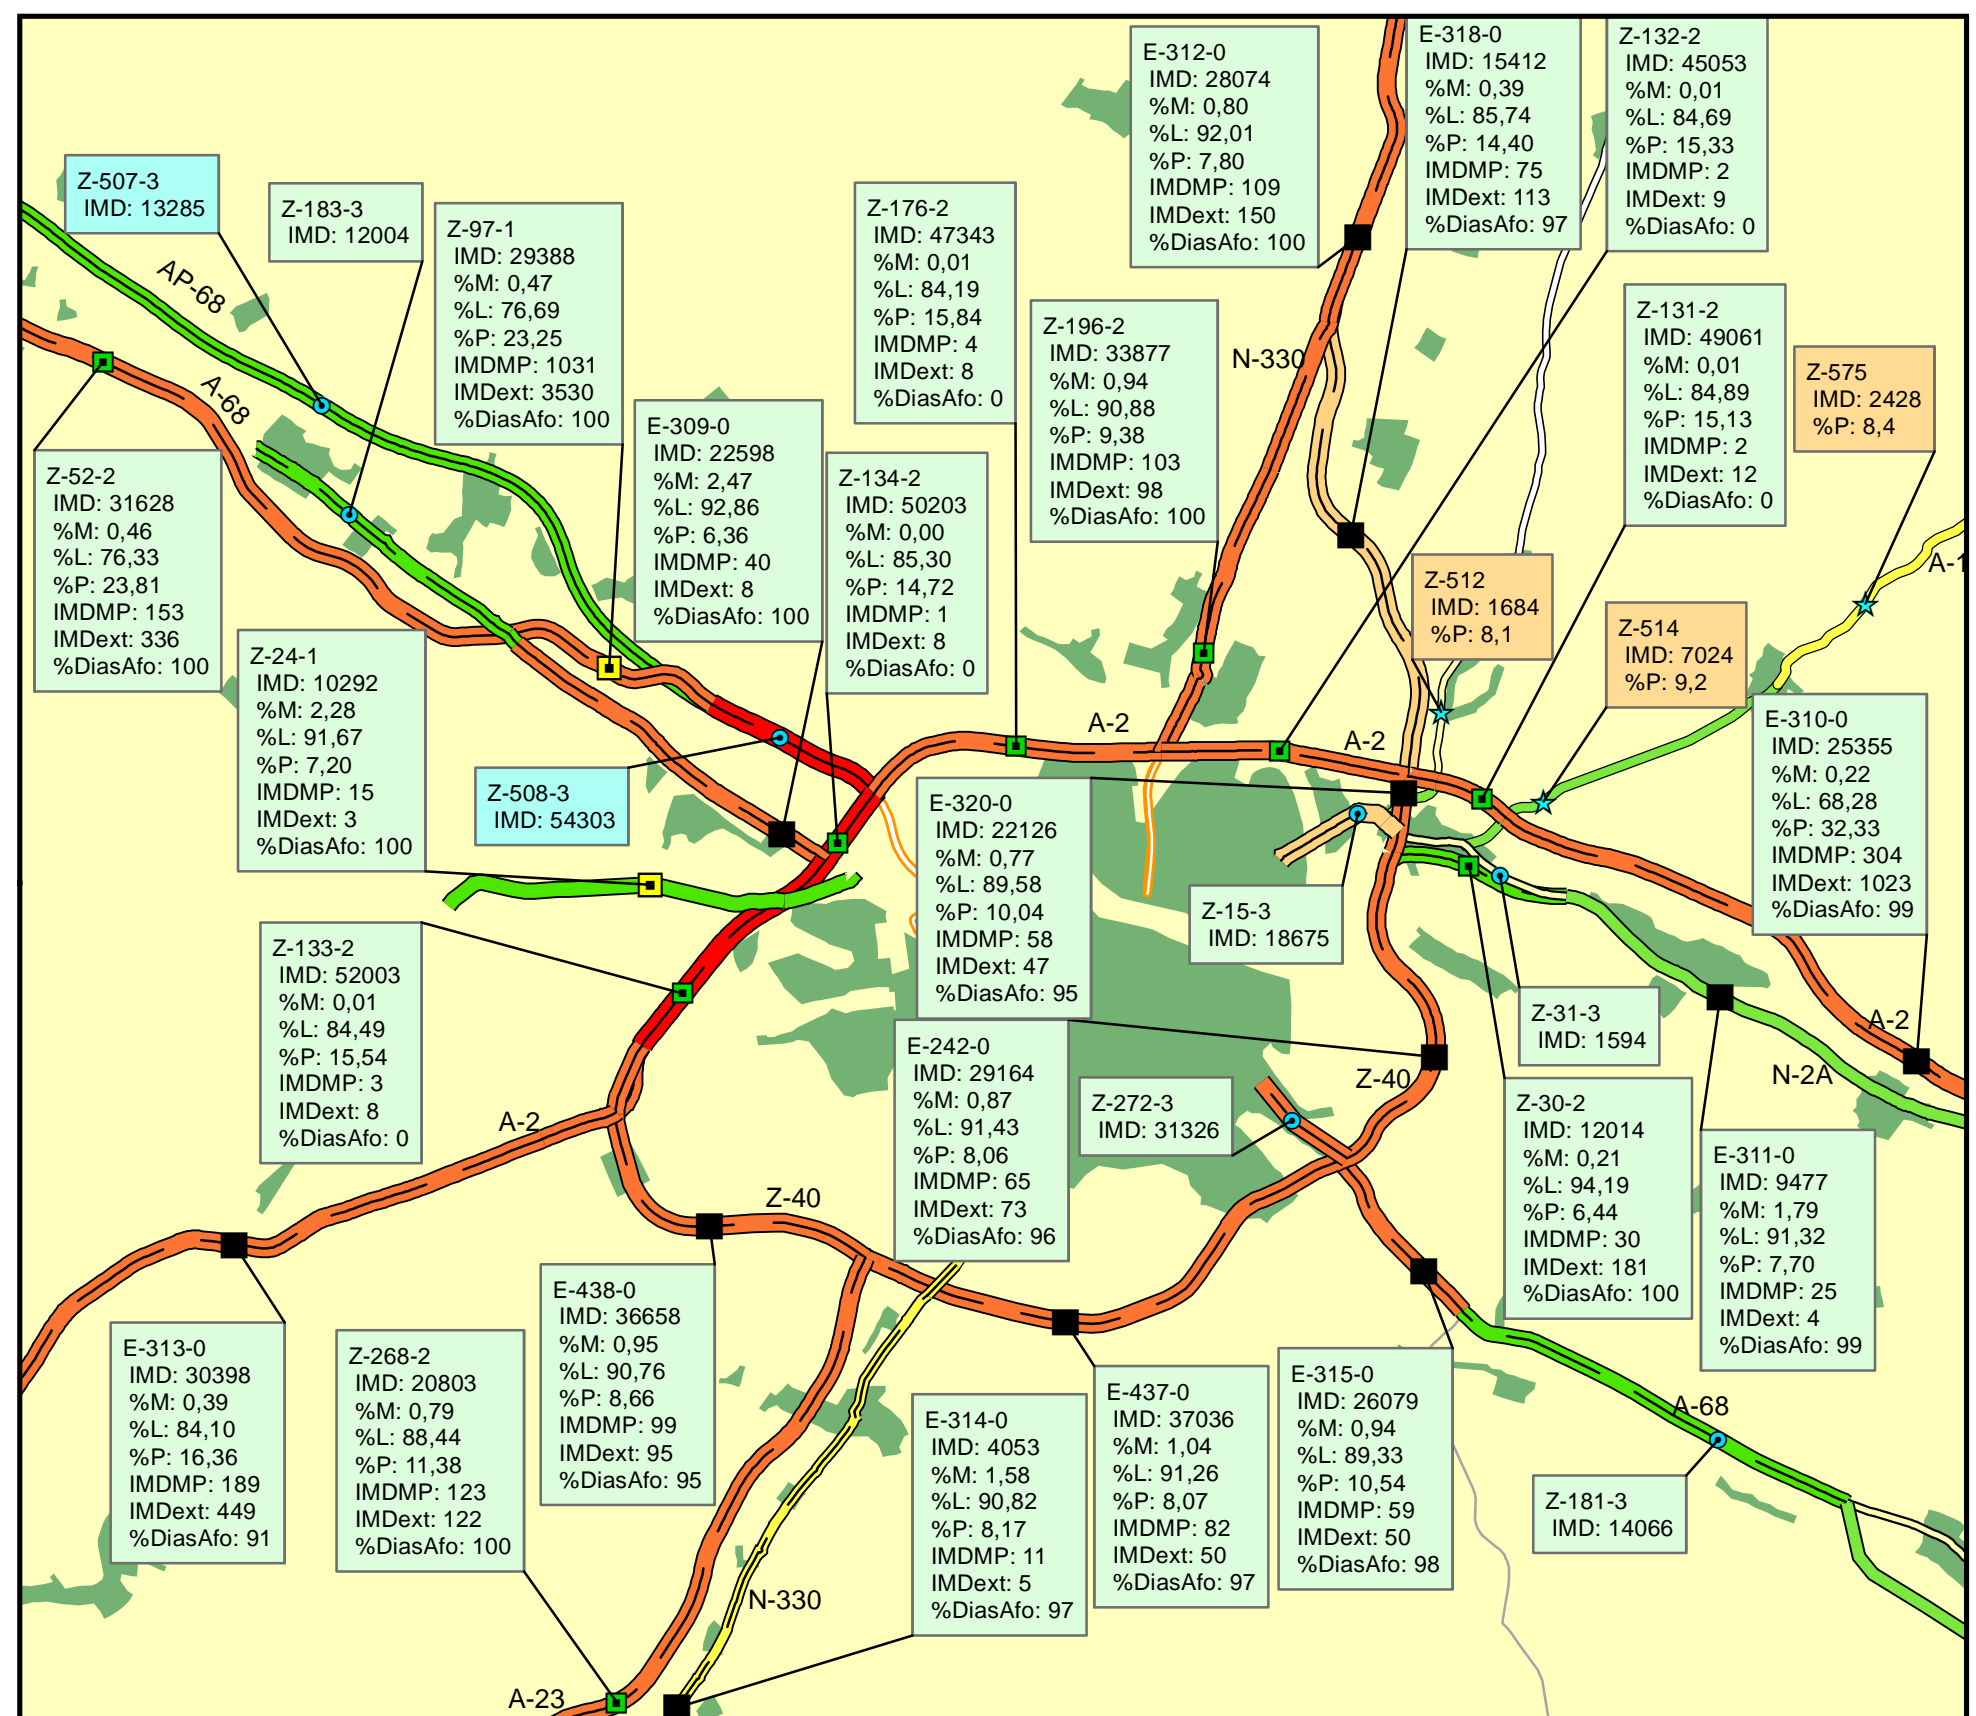 E-312-0
IMD: 28074
%M: 0,80
%L: 92,01
%P: 7,80
IMDMP: 109
IMDext: 150
%DiasAfo: 100
E-318-0
IMD: 15412
%M: 0,39
%L: 85,74
%P: 14,40
IMDMP: 75
IMDext: 113
%DiasAfo: 97
Z-132-2
IMD: 45053
%M: 0,01
%L: 84,69
%P: 15,33
IMDMP: 2
IMDext: 9
%DiasAfo: 0
Z-507-3
IMD: 13285
Z-183-3
IMD: 12004
Z-97-1
IMD: 29388
%M: 0,47
%L: 76,69
%P: 23,25
IMDMP: 1031
IMDext: 3530
%DiasAfo: 100
Z-176-2
IMD: 47343
%M: 0,01
%L: 84,19
%P: 15,84
IMDMP: 4
IMDext: 8
%DiasAfo: 0
AP-68
Z-196-2
IMD: 33877
%M: 0,94
%L: 90,88
%P: 9,38
IMDMP: 103
IMDext: 98
%DiasAfo: 100
N-330
Z-131-2
IMD: 49061
%M: 0,01
%L: 84,89
%P: 15,13
IMDMP: 2
IMDext: 12
%DiasAfo: 0
Z-575
IMD: 2428
%P: 8,4
A-68
E-309-0
IMD: 22598
%M: 2,47
%L: 92,86
%P: 6,36
IMDMP: 40
IMDext: 8
%DiasAfo: 100
Z-52-2
IMD: 31628
%M: 0,46
%L: 76,33
%P: 23,81
IMDMP: 153
IMDext: 336
%DiasAfo: 100
Z-134-2
IMD: 50203
%M: 0,00
%L: 85,30
%P: 14,72
IMDMP: 1
IMDext: 8
%DiasAfo: 0
A-1
Z-512
IMD: 1684
%P: 8,1
Z-514
IMD: 7024
%P: 9,2
Z-24-1
IMD: 10292
%M: 2,28
%L: 91,67
%P: 7,20
IMDMP: 15
IMDext: 3
%DiasAfo: 100
A-2
A-2
E-310-0
IMD: 25355
%M: 0,22
%L: 68,28
%P: 32,33
IMDMP: 304
IMDext: 1023
%DiasAfo: 99
Z-508-3
IMD: 54303
E-320-0
IMD: 22126
%M: 0,77
%L: 89,58
%P: 10,04
IMDMP: 58
IMDext: 47
%DiasAfo: 95
Z-15-3
IMD: 18675
Z-133-2
IMD: 52003
%M: 0,01
%L: 84,49
%P: 15,54
IMDMP: 3
IMDext: 8
%DiasAfo: 0
Z-31-3
IMD: 1594
A-2
N-2A
E-242-0
IMD: 29164
%M: 0,87
%L: 91,43
%P: 8,06
IMDMP: 65
IMDext: 73
%DiasAfo: 96
Z-40
Z-272-3
IMD: 31326
Z-30-2
IMD: 12014
%M: 0,21
%L: 94,19
%P: 6,44
IMDMP: 30
IMDext: 181
%DiasAfo: 100
A-2
E-311-0
IMD: 9477
%M: 1,79
%L: 91,32
%P: 7,70
IMDMP: 25
IMDext: 4
%DiasAfo: 99
Z-40
E-438-0
IMD: 36658
%M: 0,95
%L: 90,76
%P: 8,66
IMDMP: 99
IMDext: 95
%DiasAfo: 95
E-313-0
IMD: 30398
%M: 0,39
%L: 84,10
%P: 16,36
IMDMP: 189
IMDext: 449
%DiasAfo: 91
Z-268-2
IMD: 20803
%M: 0,79
%L: 88,44
%P: 11,38
IMDMP: 123
IMDext: 122
%DiasAfo: 100
E-314-0
IMD: 4053
%M: 1,58
%L: 90,82
%P: 8,17
IMDMP: 11
IMDext: 5
%DiasAfo: 97
E-437-0
IMD: 37036
%M: 1,04
%L: 91,26
%P: 8,07
IMDMP: 82
IMDext: 50
%DiasAfo: 97
E-315-0
IMD: 26079
%M: 0,94
%L: 89,33
%P: 10,54
IMDMP: 59
IMDext: 50
%DiasAfo: 98
A-68
Z-181-3
IMD: 14066
N-330
A-23